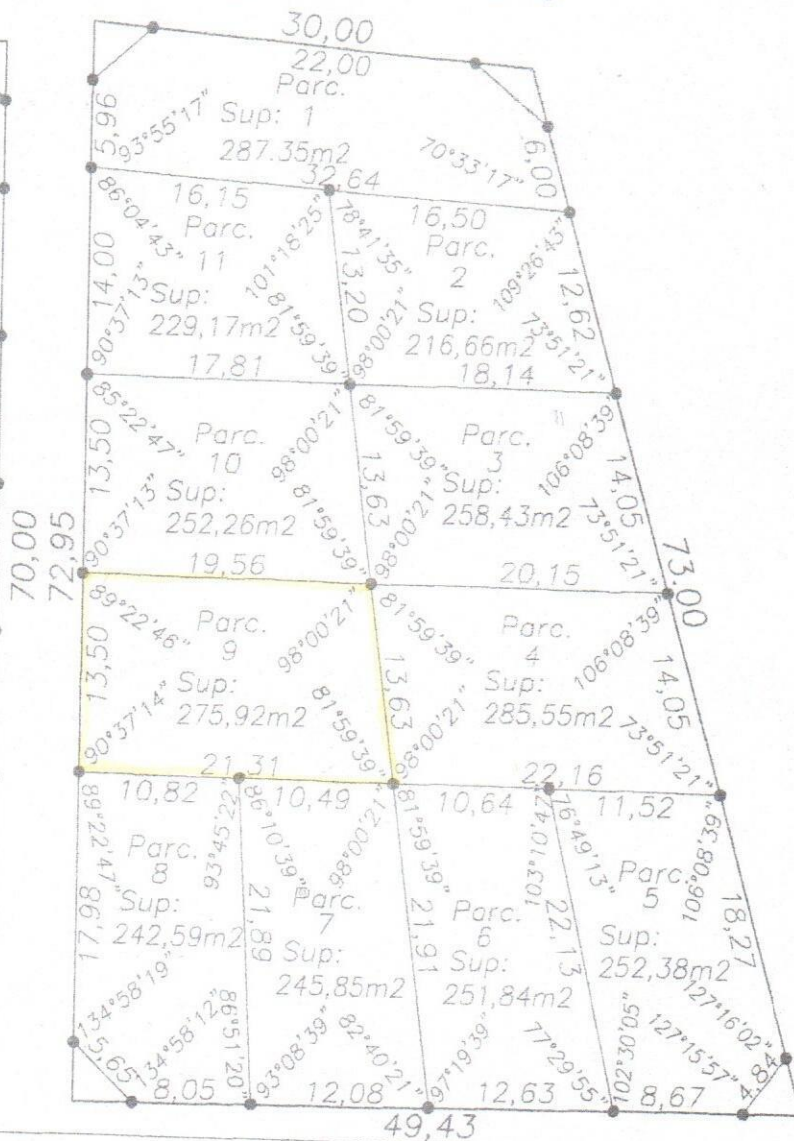 30,00
22,00
Parc.
Sup: 1
287.35m2
5,96
93°55'17"
70°33'17"
6,00
32,64
16,15
16,50
86°04'43"
Parc.
11
101°18'25"
78°41'35"
Parc.
2
109°26'43"
14,00
13,20
12,62
Sup:
229,17m2
Sup:
216,66m2
90°37'13"
81°59'39"
98°00'21"
73°51'21"
17,81
18,14
85°22'47"
Parc.
10
98°00'21"
81°59'39"
Parc.
3
106°08'39"
13,50
13,63
14,05
Sup:
252,26m2
Sup:
258,43m2
90°37'13"
81°59'39"
98°00'21"
73°51'21"
70,00
72,95
73.00
19,56
20,15
89°22'46"
Parc.
9
98°00'21"
81°59'39"
Parc.
4
106°08'39"
13,50
13,63
14,05
Sup:
275,92m2
Sup:
285,55m2
90°37'14"
81°59'39"
98°00'21"
73°51'21"
21,31
22,16
10,82
10,49
10,64
11,52
89°22'47"
Parc.
8
93°45'22"
86°10'39"
98°00'21"
81°59'39"
103°10'42"
76°49'13"
106°08'39"
17,98
Sup:
242,59m2
21,89
Parc.
7
Sup:
245,85m2
21,91
Parc.
6
Sup:
251,84m2
22,13
Parc.
5
Sup:
252,38m2
18,27
134°58'19"
134°58'12"
86°51'20"
93°08'39"
82°40'21"
97°19'39"
77°29'55"
102°30'05"
127°15'57"
127°16'02"
5,65
4,84
8,05
12,08
12,63
8,67
49,43